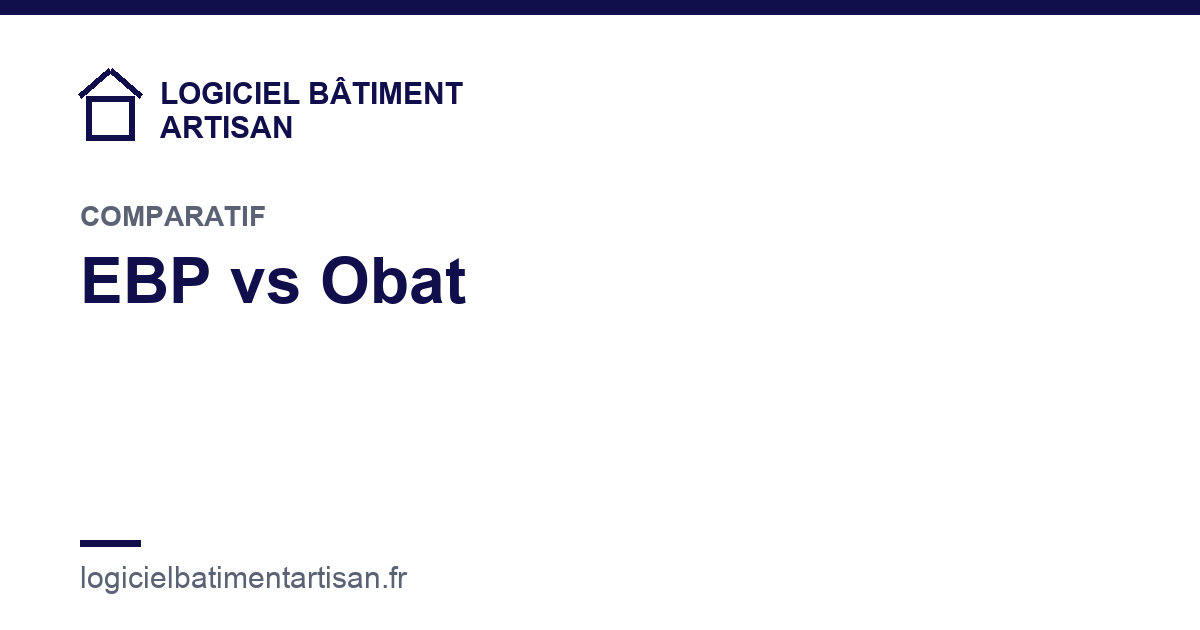 LOGICIEL BÂTIMENT
ARTISAN
COMPARATIF
EBP vs Obat
logicielbatimentartisan.fr